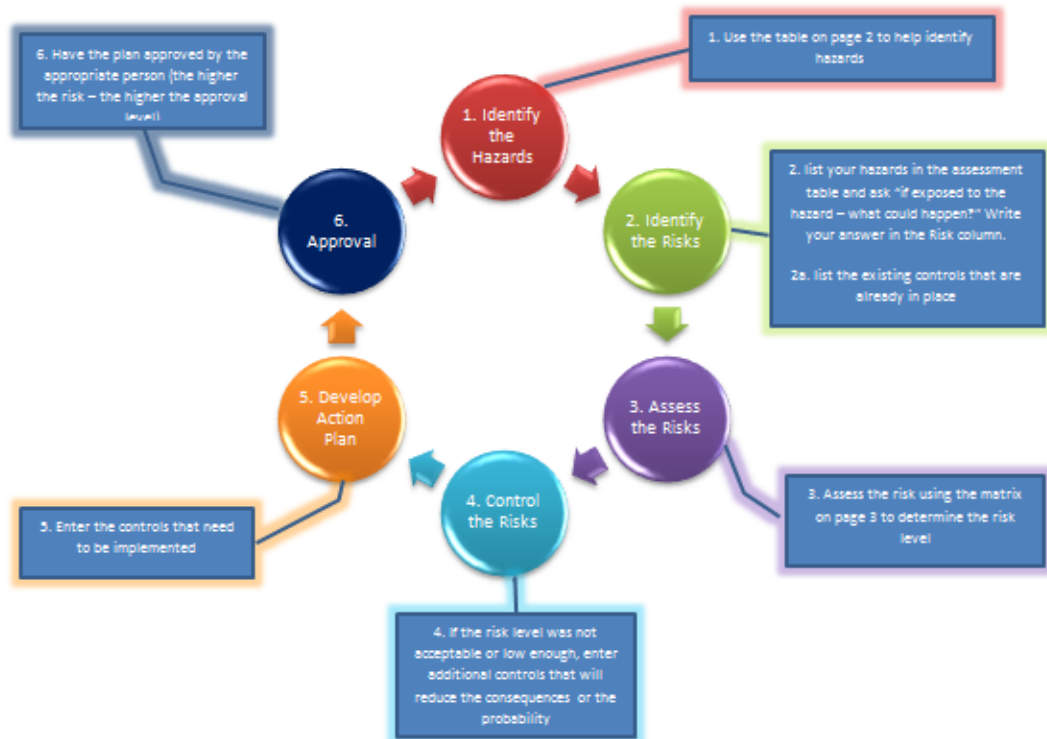 1. Identify
the
Hazards
1. Use the table on page 2 to help identify
hazards
2. Identify
the Risks
2. list your hazards in the assessment
table and ask "if exposed to the
hazard – what could happen?" Write
your answer in the Risk column.
2a. list the existing controls that are
already in place
3. Assess
the Risks
3. Assess the risk using the matrix
on page 3 to determine the risk
level
4. Control
the Risks
4. If the risk level was not
acceptable or low enough, enter
additional controls that will
reduce the consequences or the
probability
5. Develop
Action
Plan
5. Enter the controls that need
to be implemented
6.
Approval
6. Have the plan approved by the
appropriate person (the higher
the risk – the higher the approval
level)